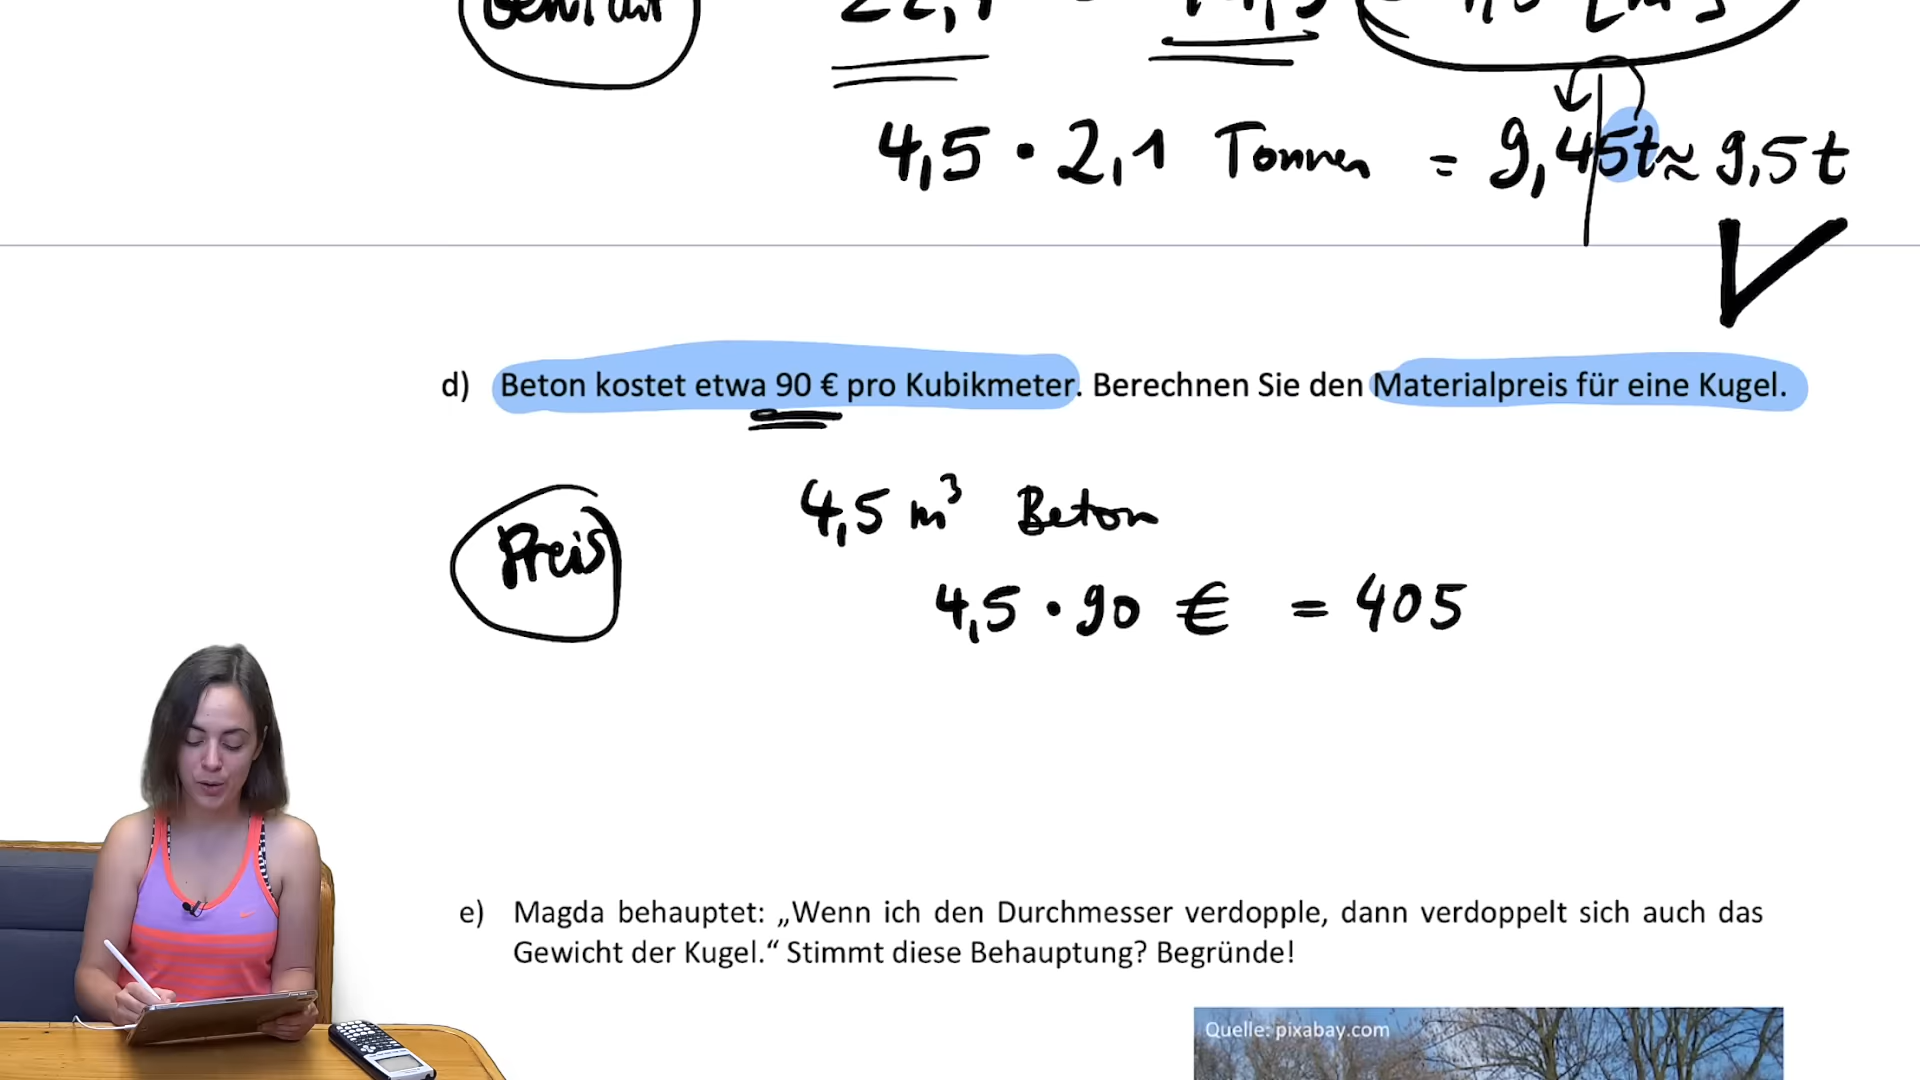 4,5 · 2,1 Tonnen = 9,45t ≈ 9,5t
d) Beton kostet etwa 90 € pro Kubikmeter. Berechnen Sie den Materialpreis für eine Kugel.
Preis
4,5 m³ Beton
4,5 · 90 € = 405
e) Magda behauptet: „Wenn ich den Durchmesser verdopple, dann verdoppelt sich auch das
Gewicht der Kugel.“ Stimmt diese Behauptung? Begründe!
Quelle: pixabay.com